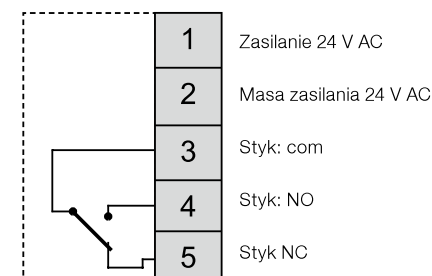 1 Zasilanie 24 V AC
2 Masa zasilania 24 V AC
3 Styk: com
4 Styk: NO
5 Styk NC